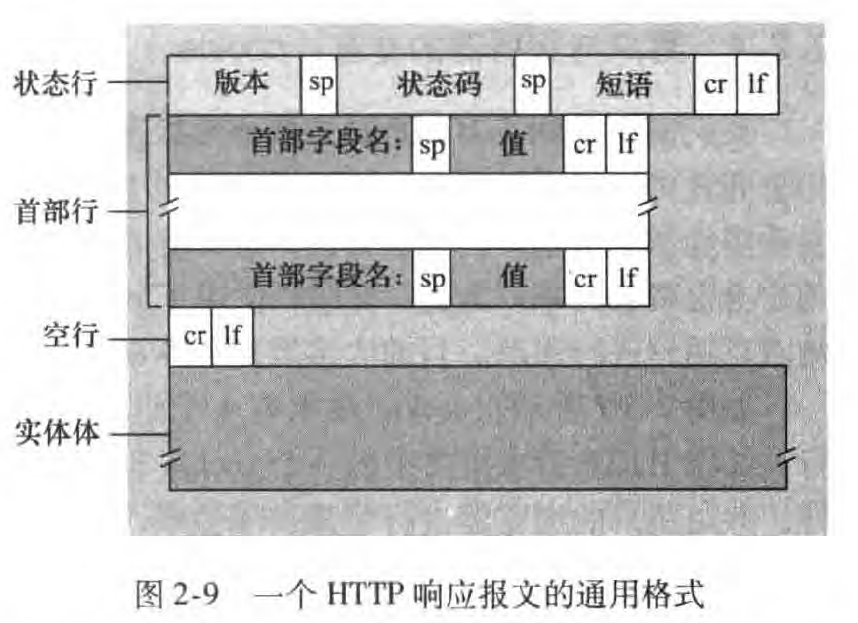 状态行 版本 sp 状态码 sp 短语 cr lf
首部字段名： sp 值 cr lf
首部行
首部字段名： sp 值 cr lf
空行 cr lf
实体体
图 2-9 一个 HTTP 响应报文的通用格式